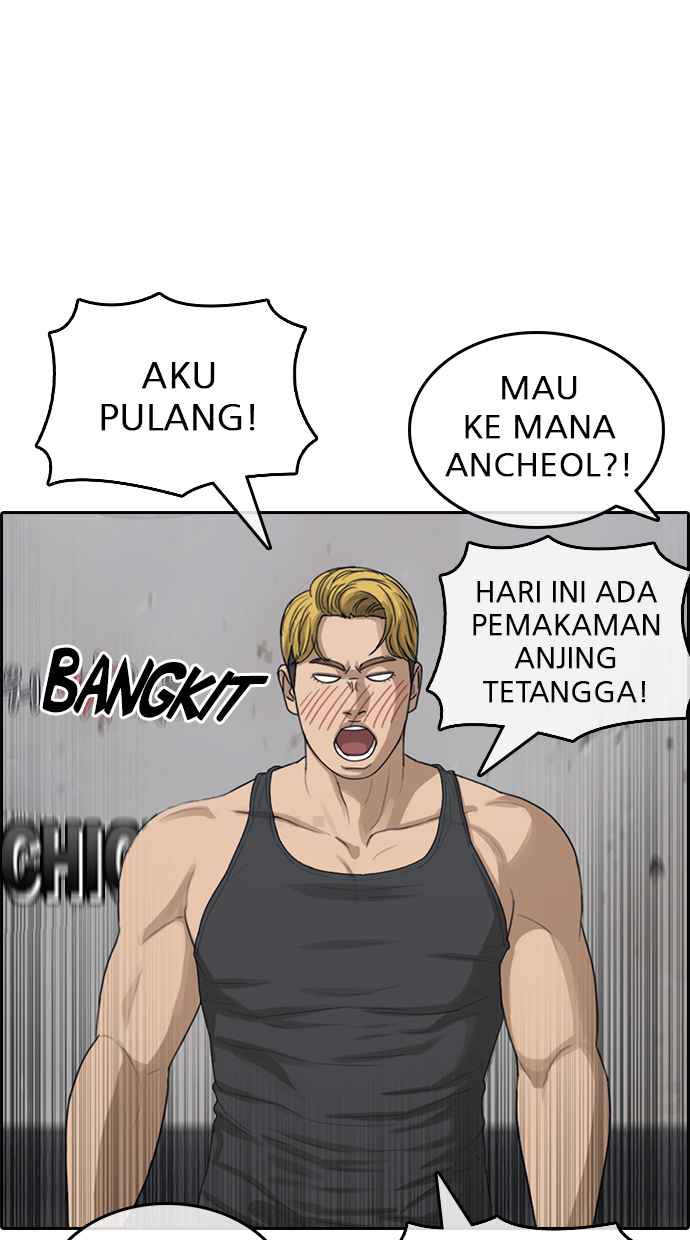 AKU
PULANG!
MAU
KE MANA
ANCHEOL?!
HARI INI ADA
PEMAKAMAN
ANJING
TETANGGA!
BANGKIT